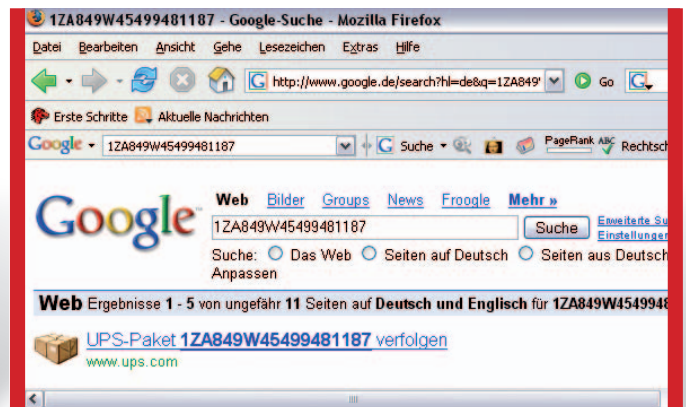 1ZA849W45499481187 - Google-Suche - Mozilla Firefox
Datei Bearbeiten Ansicht Gehe Lesezeichen Extras Hilfe
http://www.google.de/search?hl=de&q=1ZA849' Go
Erste Schritte Aktuelle Nachrichten
Google 1ZA849W45499481187 Suche PageRank ABC Rechtsch
Web Bilder Groups News Froogle Mehr »
Google 1ZA849W45499481187 Suche Erweiterte Su
Einstellungen
Suche: Das Web Seiten auf Deutsch Seiten aus Deutsch
Anpassen
Web Ergebnisse 1 - 5 von ungefähr 11 Seiten auf Deutsch und Englisch für 1ZA849W4549948
UPS-Paket 1ZA849W45499481187 verfolgen
www.ups.com